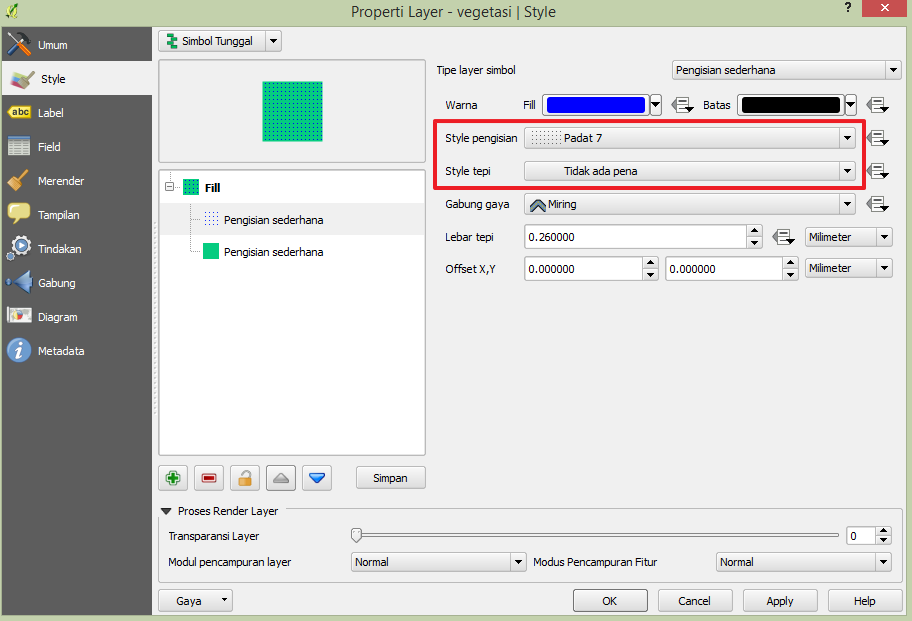 Properti Layer - vegetasi | Style
?
Umum
Style
abc Label
Field
Merender
Tampilan
Tindakan
Gabung
Diagram
Metadata
Simbol Tunggal
Fill
Pengisian sederhana
Pengisian sederhana
Simpan
Tipe layer simbol Pengisian sederhana
Warna Fill Batas
Style pengisian Padat 7
Style tepi Tidak ada pena
Gabung gaya Miring
Lebar tepi 0.260000 Milimeter
Offset X,Y 0.000000 0.000000 Milimeter
Proses Render Layer
Transparansi Layer 0
Modul pencampuran layer Normal Modus Pencampuran Fitur Normal
Gaya OK Cancel Apply Help